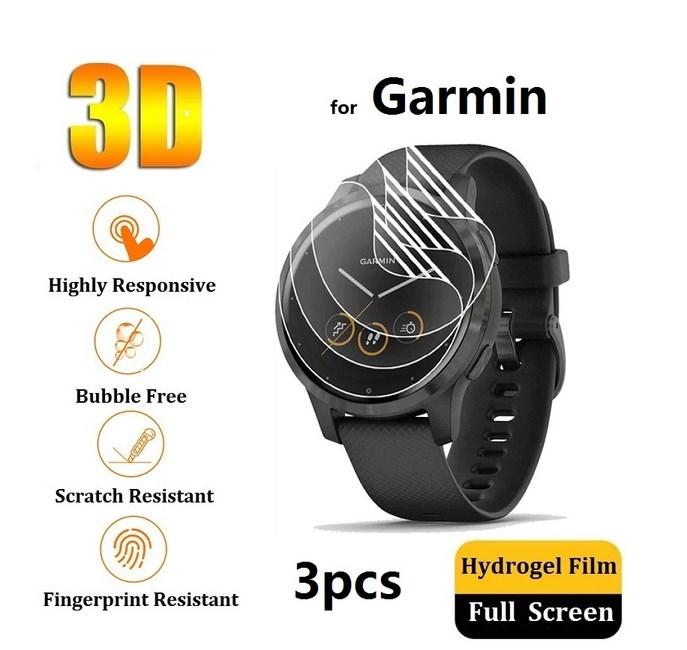 3D
for Garmin
Highly Responsive
Bubble Free
Scratch Resistant
Fingerprint Resistant
GARMIN
3pcs
Hydrogel Film
Full Screen